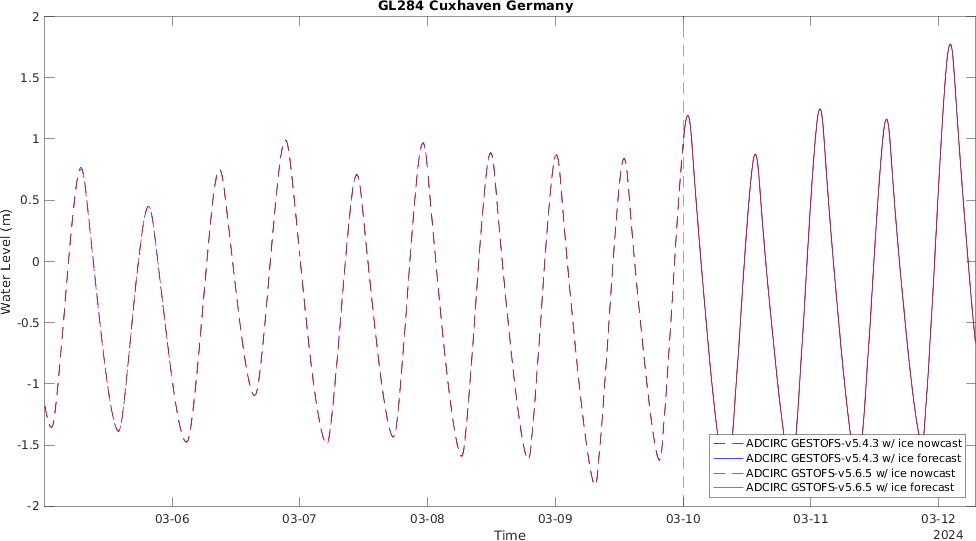 GL284 Cuxhaven Germany
Water Level (m)
2
1.5
1
0.5
0
-0.5
-1
-1.5
-2
ADCIRC GESTOFS-v5.4.3 w/ ice nowcast
ADCIRC GESTOFS-v5.4.3 w/ ice forecast
ADCIRC GSTOFS-v5.6.5 w/ ice nowcast
ADCIRC GSTOFS-v5.6.5 w/ ice forecast
03-06 03-07 03-08 03-09 03-10 03-11 03-12
Time
2024